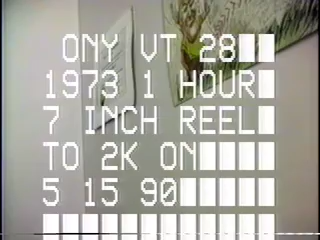 ONY VT 28
1973 1 HOUR
7 INCH REEL
TO 2K ON
5 15 90